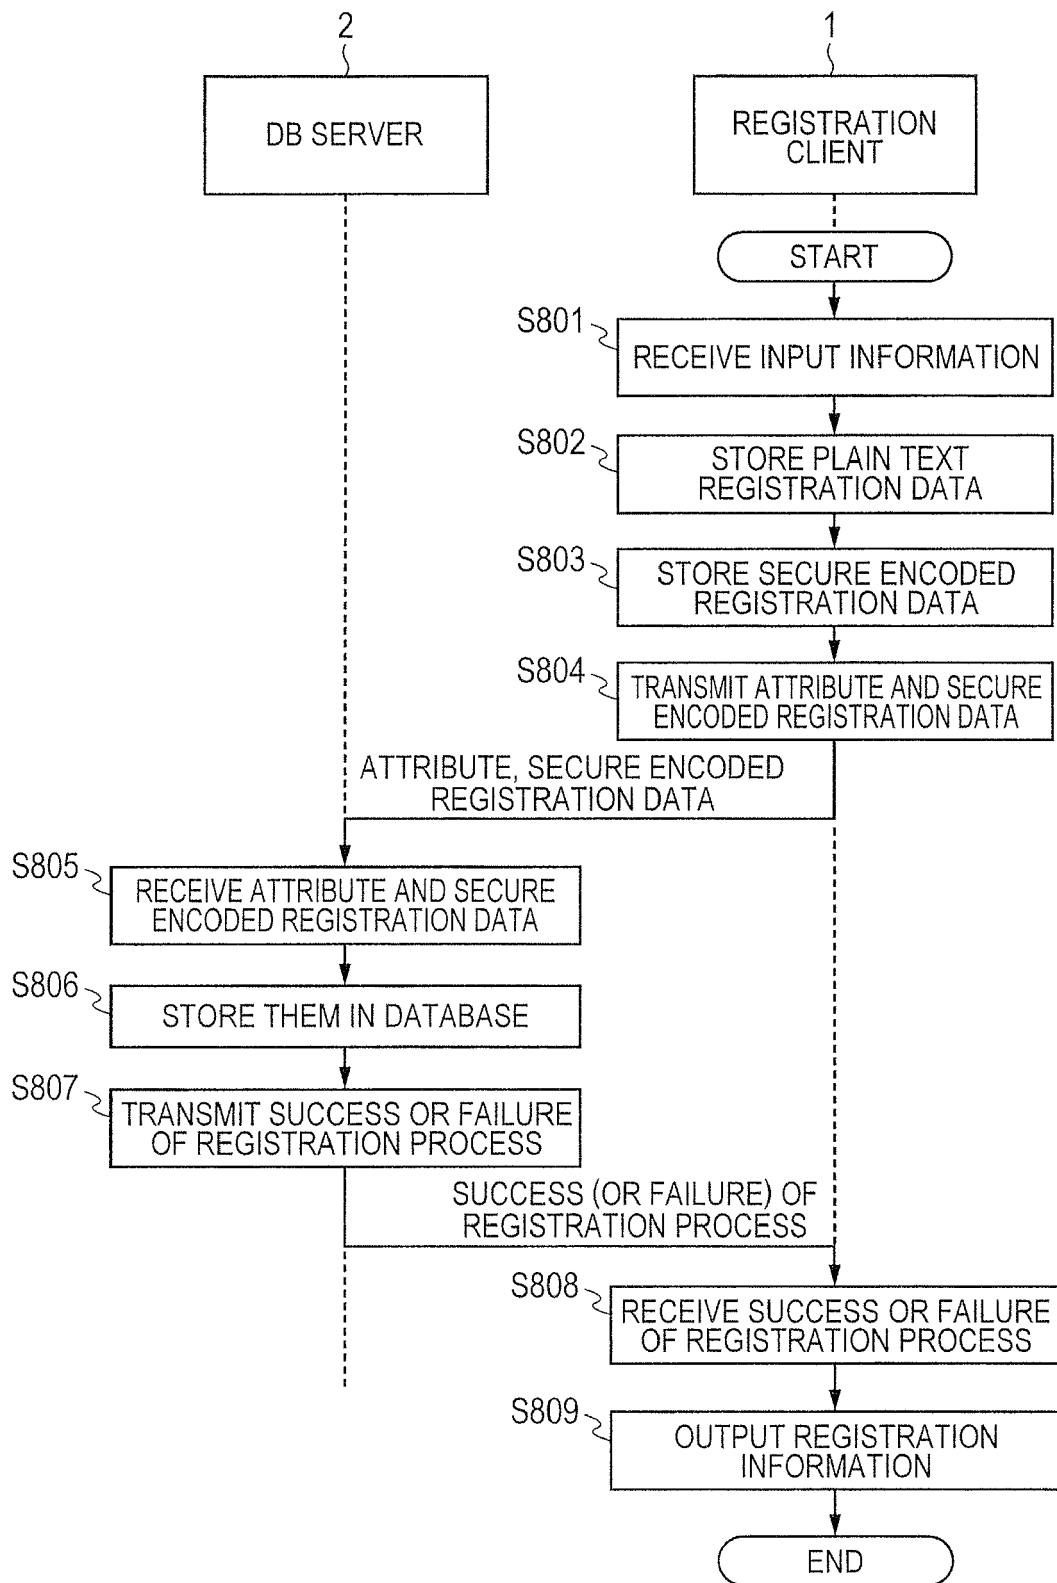 2
1
DB SERVER
REGISTRATION
CLIENT
START
S801
RECEIVE INPUT INFORMATION
S802
STORE PLAIN TEXT
REGISTRATION DATA
S803
STORE SECURE ENCODED
REGISTRATION DATA
S804
TRANSMIT ATTRIBUTE AND SECURE
ENCODED REGISTRATION DATA
ATTRIBUTE, SECURE ENCODED
REGISTRATION DATA
S805
RECEIVE ATTRIBUTE AND SECURE
ENCODED REGISTRATION DATA
S806
STORE THEM IN DATABASE
S807
TRANSMIT SUCCESS OR FAILURE
OF REGISTRATION PROCESS
SUCCESS (OR FAILURE) OF
REGISTRATION PROCESS
S808
RECEIVE SUCCESS OR FAILURE
OF REGISTRATION PROCESS
S809
OUTPUT REGISTRATION
INFORMATION
END